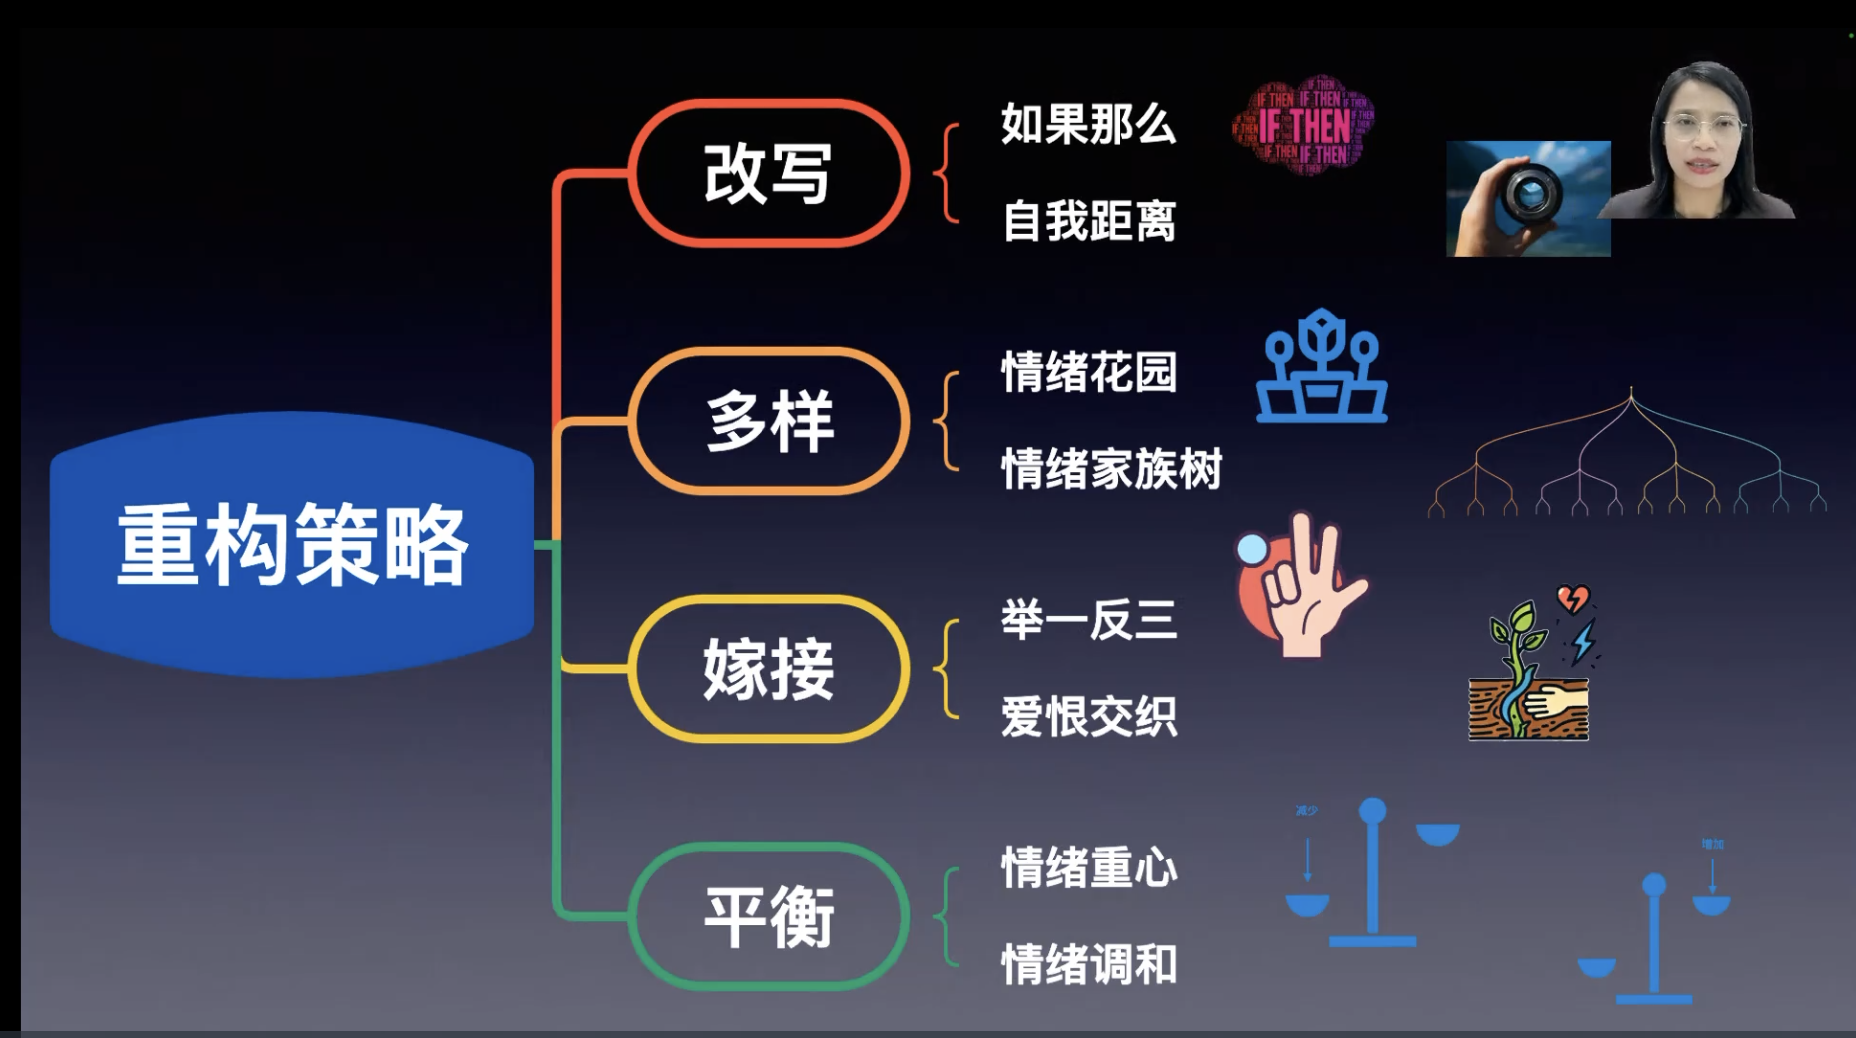 重构策略
改写
如果那么
IF THEN
自我距离
多样
情绪花园
情绪家族树
嫁接
举一反三
爱恨交织
平衡
情绪重心
减少
情绪调和
增加